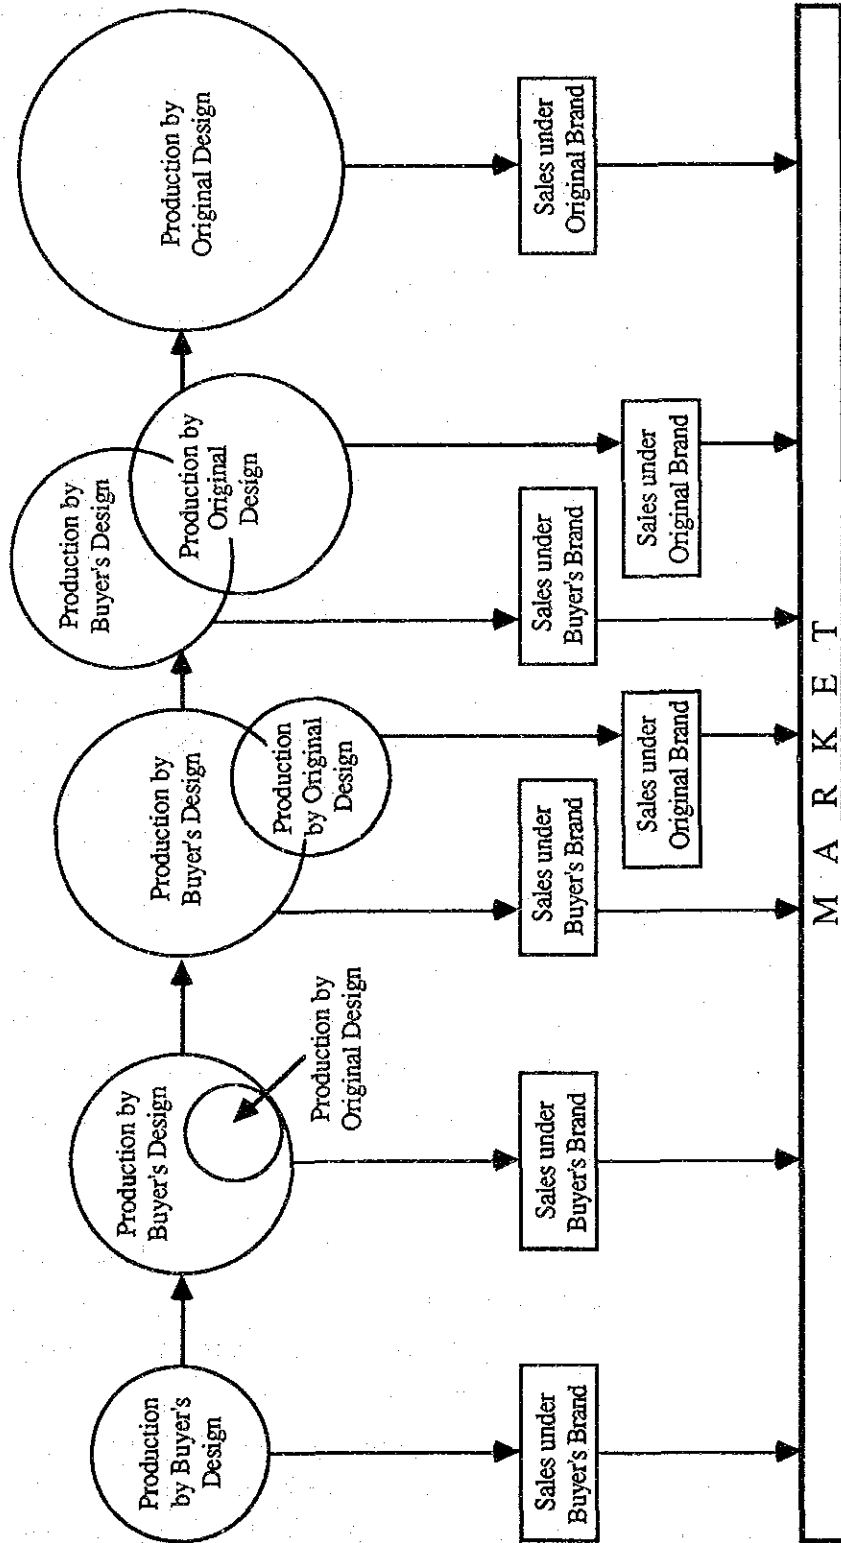 Production
by Buyer's
Design
Production by
Buyer's Design
Production by
Original Design
Production by
Buyer's Design
Production
by Original
Design
Production by
Buyer's Design
Production by
Original
Design
Production by
Original Design
Sales under
Buyer's Brand
Sales under
Buyer's Brand
Sales under
Buyer's Brand
Sales under
Original Brand
Sales under
Buyer's Brand
Sales under
Original Brand
Sales under
Original Brand
MARKET